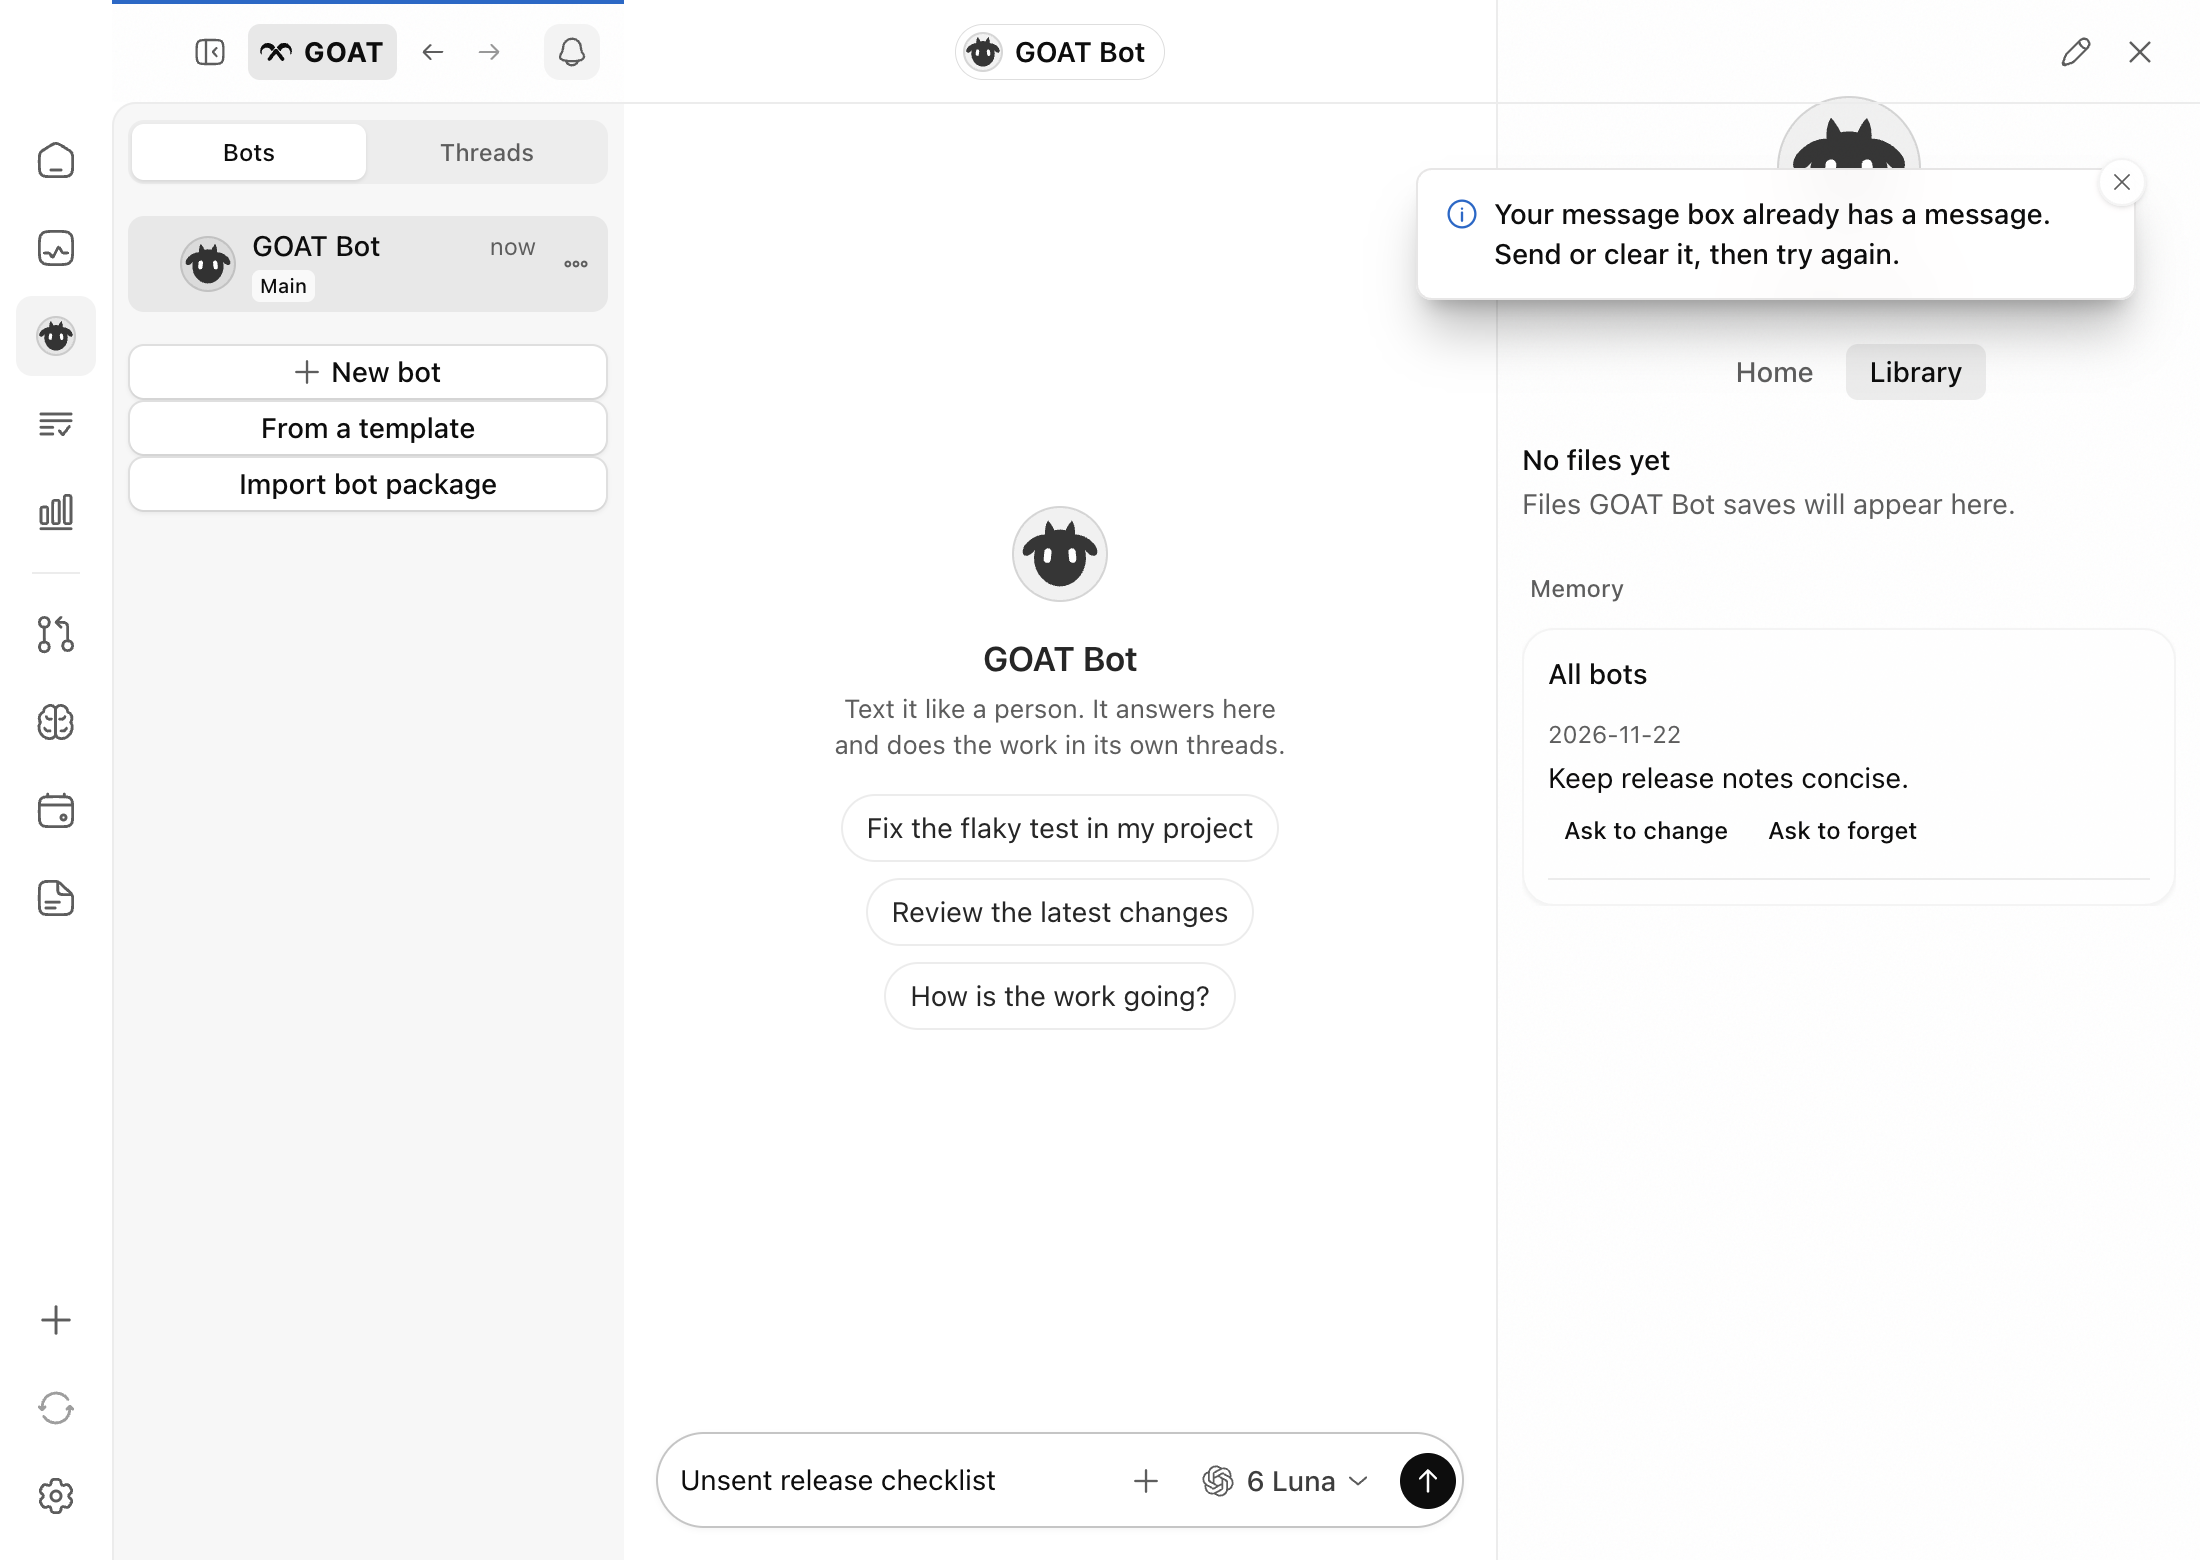 GOAT
GOAT Bot
Bots
Threads
GOAT Bot
now
Main
New bot
From a template
Import bot package
GOAT Bot
Text it like a person. It answers here
and does the work in its own threads.
Fix the flaky test in my project
Review the latest changes
How is the work going?
Unsent release checklist
6 Luna
Your message box already has a message.
Send or clear it, then try again.
Home
Library
No files yet
Files GOAT Bot saves will appear here.
Memory
All bots
2026-11-22
Keep release notes concise.
Ask to change
Ask to forget